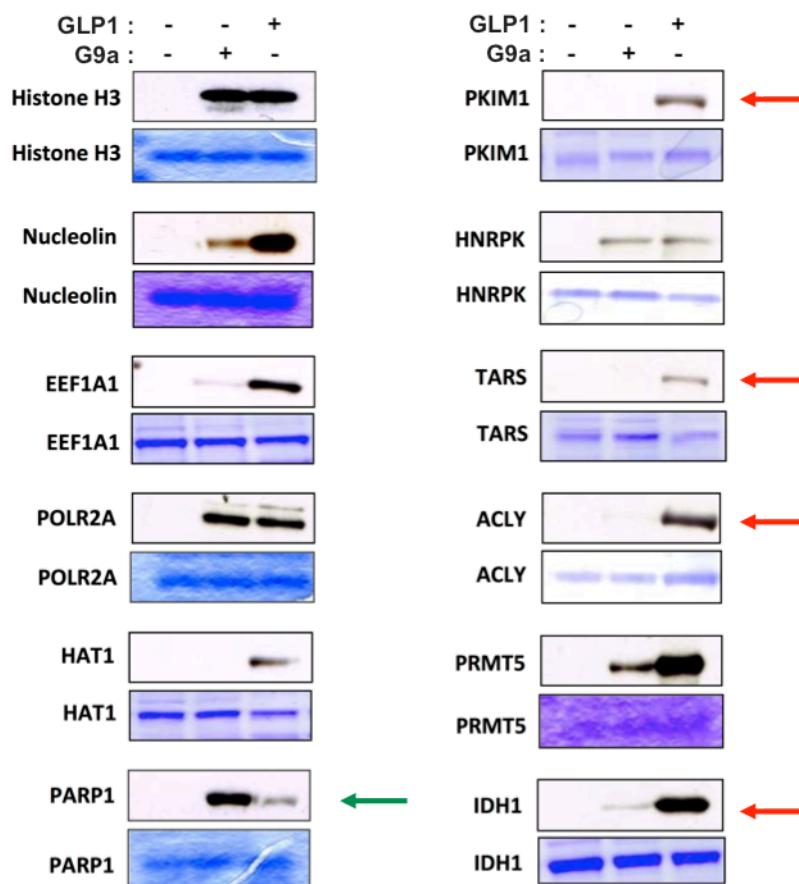 GLP1 : - - +
G9a : - + -
Histone H3
Histone H3
Nucleolin
Nucleolin
EEF1A1
EEF1A1
POLR2A
POLR2A
HAT1
HAT1
PARP1
PARP1
GLP1 : - - +
G9a : - + -
PKIM1
PKIM1
HNRPK
HNRPK
TARS
TARS
ACLY
ACLY
PRMT5
PRMT5
IDH1
IDH1